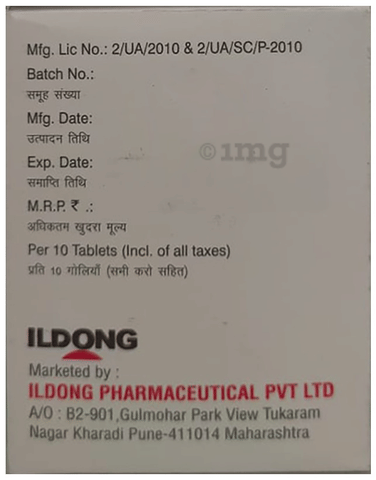 Mfg. Lic No.: 2/UA/2010 & 2/UA/SC/P-2010
Batch No.:
समूह संख्या
Mfg. Date:
उत्पादन तिथि
©1mg
Exp. Date:
समाप्ति तिथि
M.R.P. ₹ .:
अधिकतम खुदरा मूल्य
Per 10 Tablets (Incl. of all taxes)
प्रति 10 गोलियाँ (सभी करो सहित)
ILDONG
Marketed by :
ILDONG PHARMACEUTICAL PVT LTD
A/O : B2-901,Gulmohar Park View Tukaram
Nagar Kharadi Pune-411014 Maharashtra